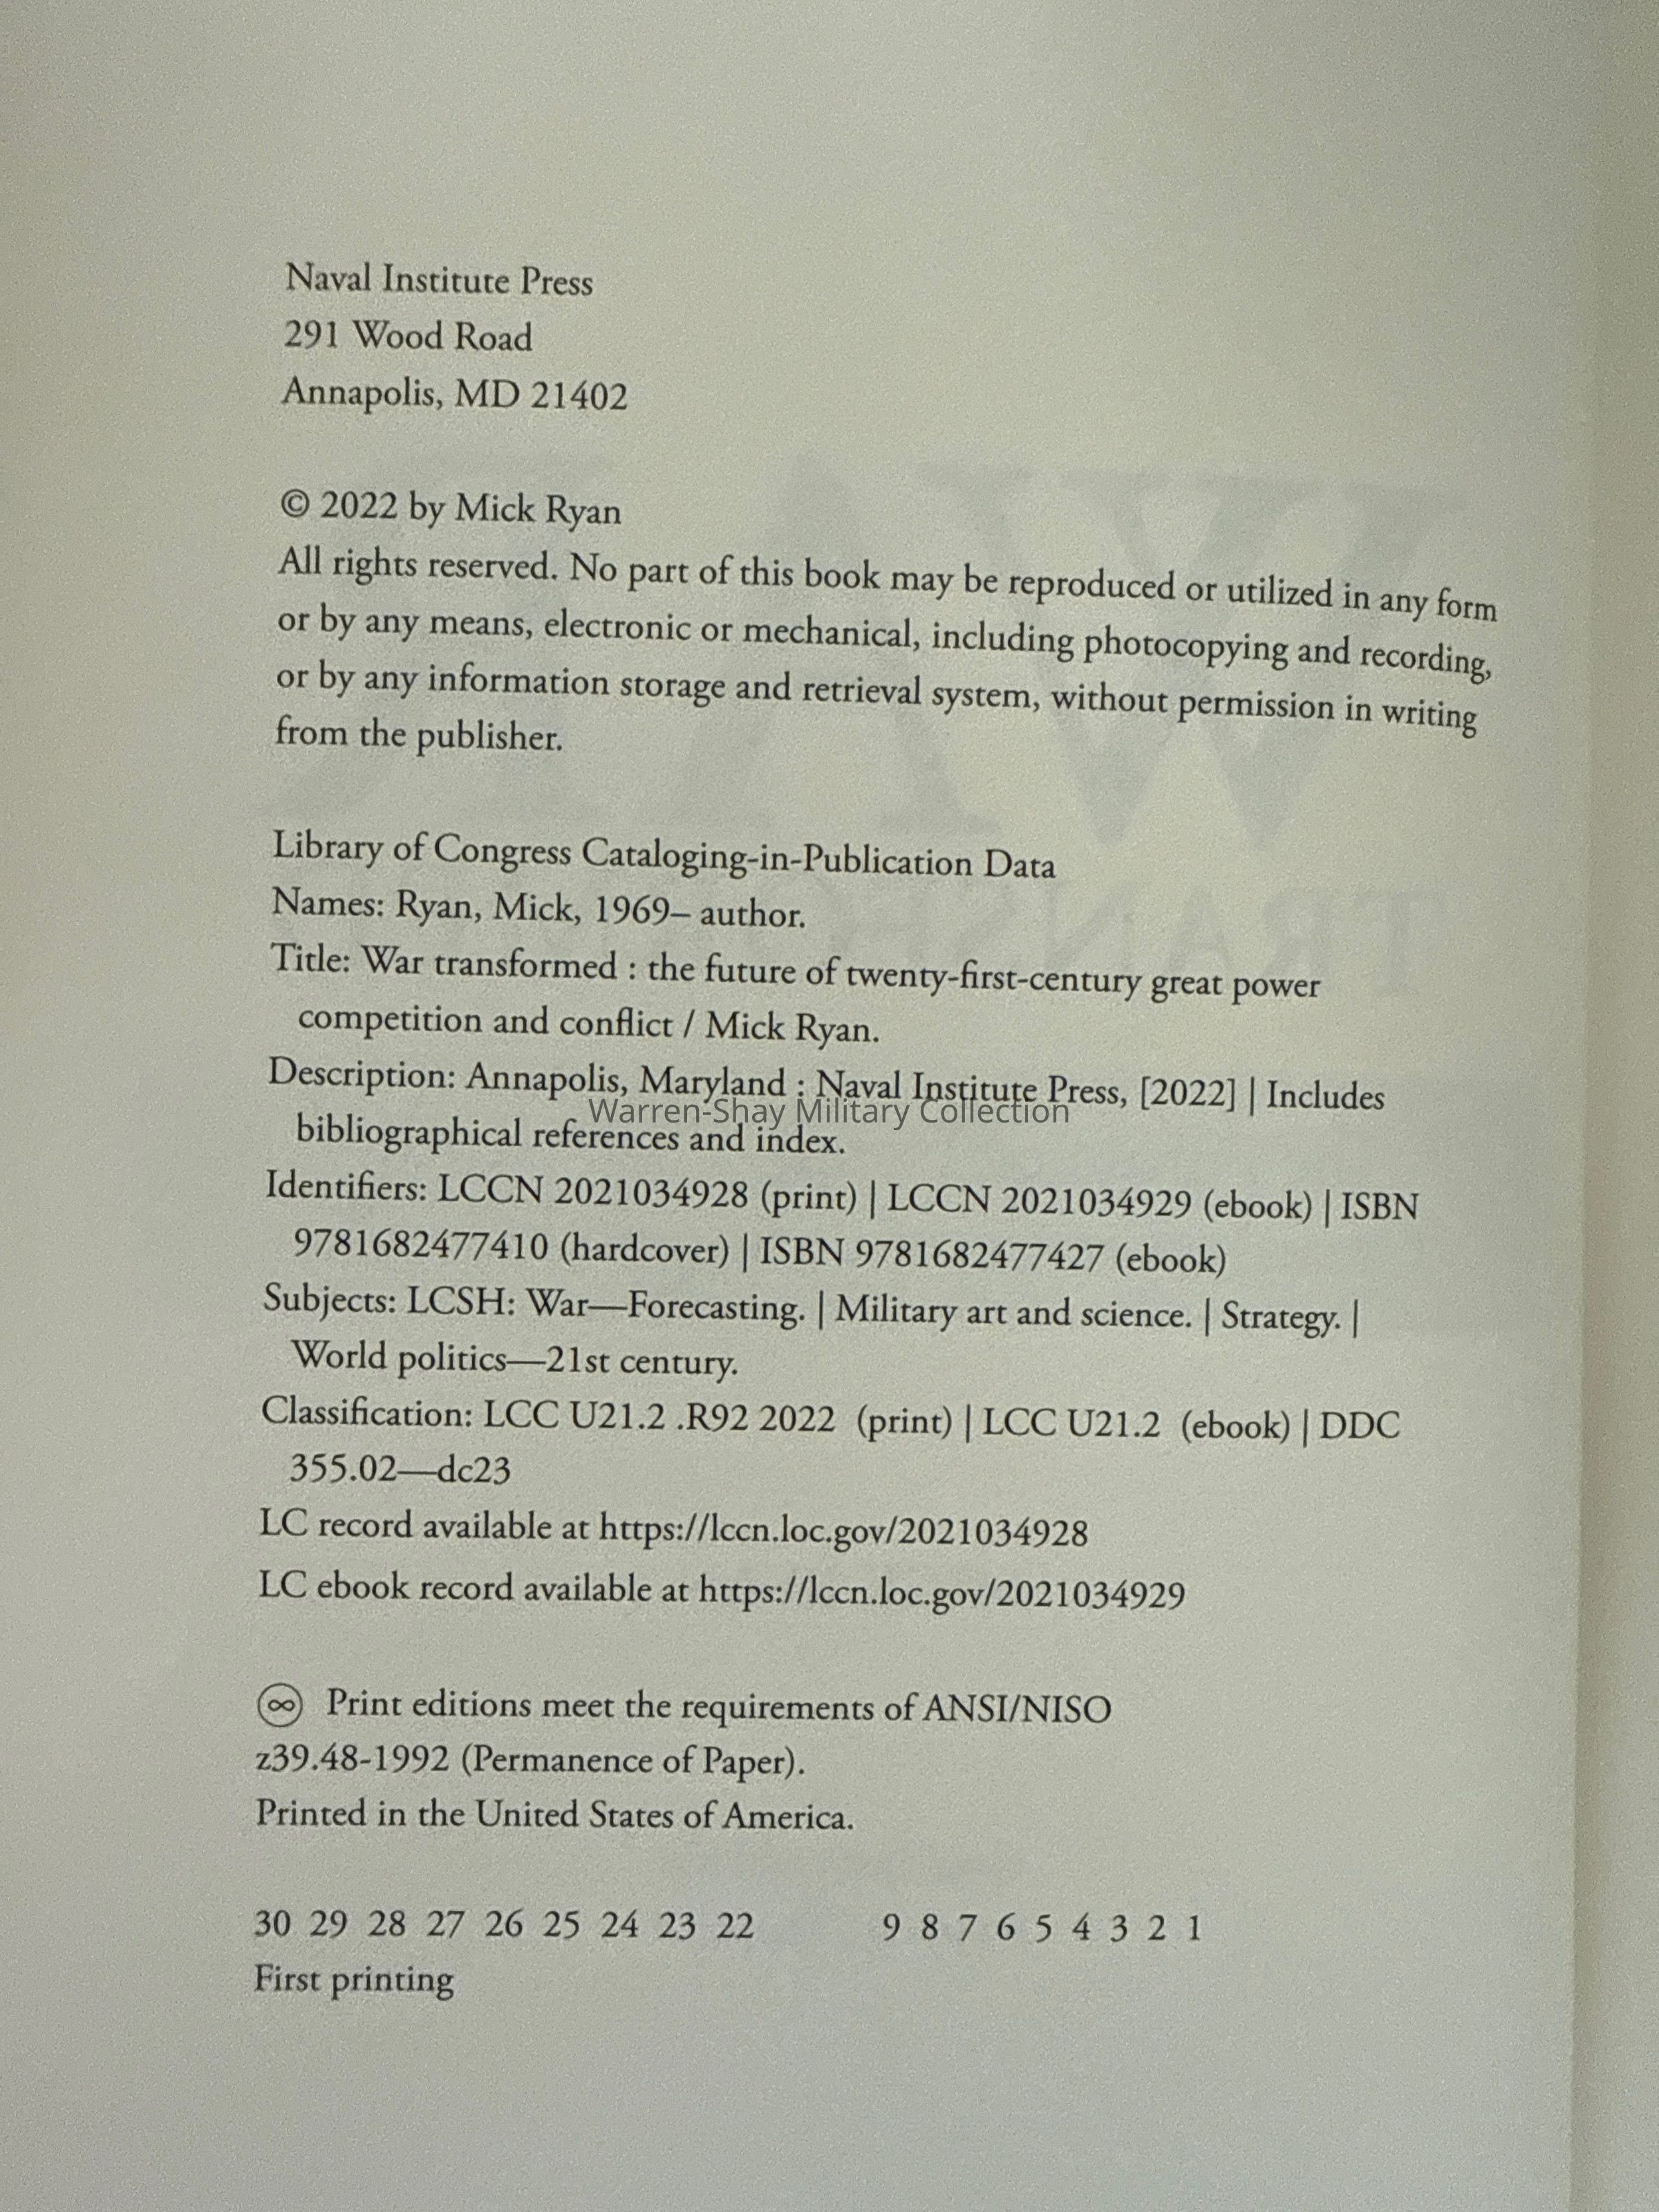 Naval Institute Press
291 Wood Road
Annapolis, MD 21402
© 2022 by Mick Ryan
All rights reserved. No part of this book may be reproduced or utilized in any form
or by any means, electronic or mechanical, including photocopying and recording,
or by any information storage and retrieval system, without permission in writing
from the publisher.
Library of Congress Cataloging-in-Publication Data
Names: Ryan, Mick, 1969– author.
Title: War transformed : the future of twenty-first-century great power
competition and conflict / Mick Ryan.
Description: Annapolis, Maryland : Naval Institute Press, [2022] | Includes
Warren-Shay Military Collection
bibliographical references and index.
Identifiers: LCCN 2021034928 (print) | LCCN 2021034929 (ebook) | ISBN
9781682477410 (hardcover) | ISBN 9781682477427 (ebook)
Subjects: LCSH: War—Forecasting. | Military art and science. | Strategy. |
World politics—21st century.
Classification: LCC U21.2 .R92 2022 (print) | LCC U21.2 (ebook) | DDC
355.02—dc23
LC record available at https://lccn.loc.gov/2021034928
LC ebook record available at https://lccn.loc.gov/2021034929
♾ Print editions meet the requirements of ANSI/NISO
z39.48-1992 (Permanence of Paper).
Printed in the United States of America.
30 29 28 27 26 25 24 23 22 9 8 7 6 5 4 3 2 1
First printing